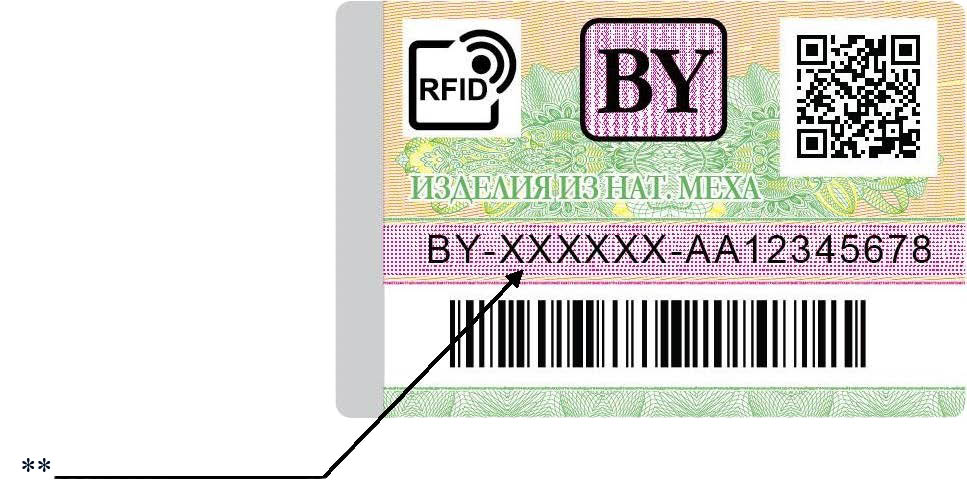 RFID
BY
ИЗДЕЛИЯ ИЗ НАТ. МЕХА
BY-XXXXXX-AA12345678
**